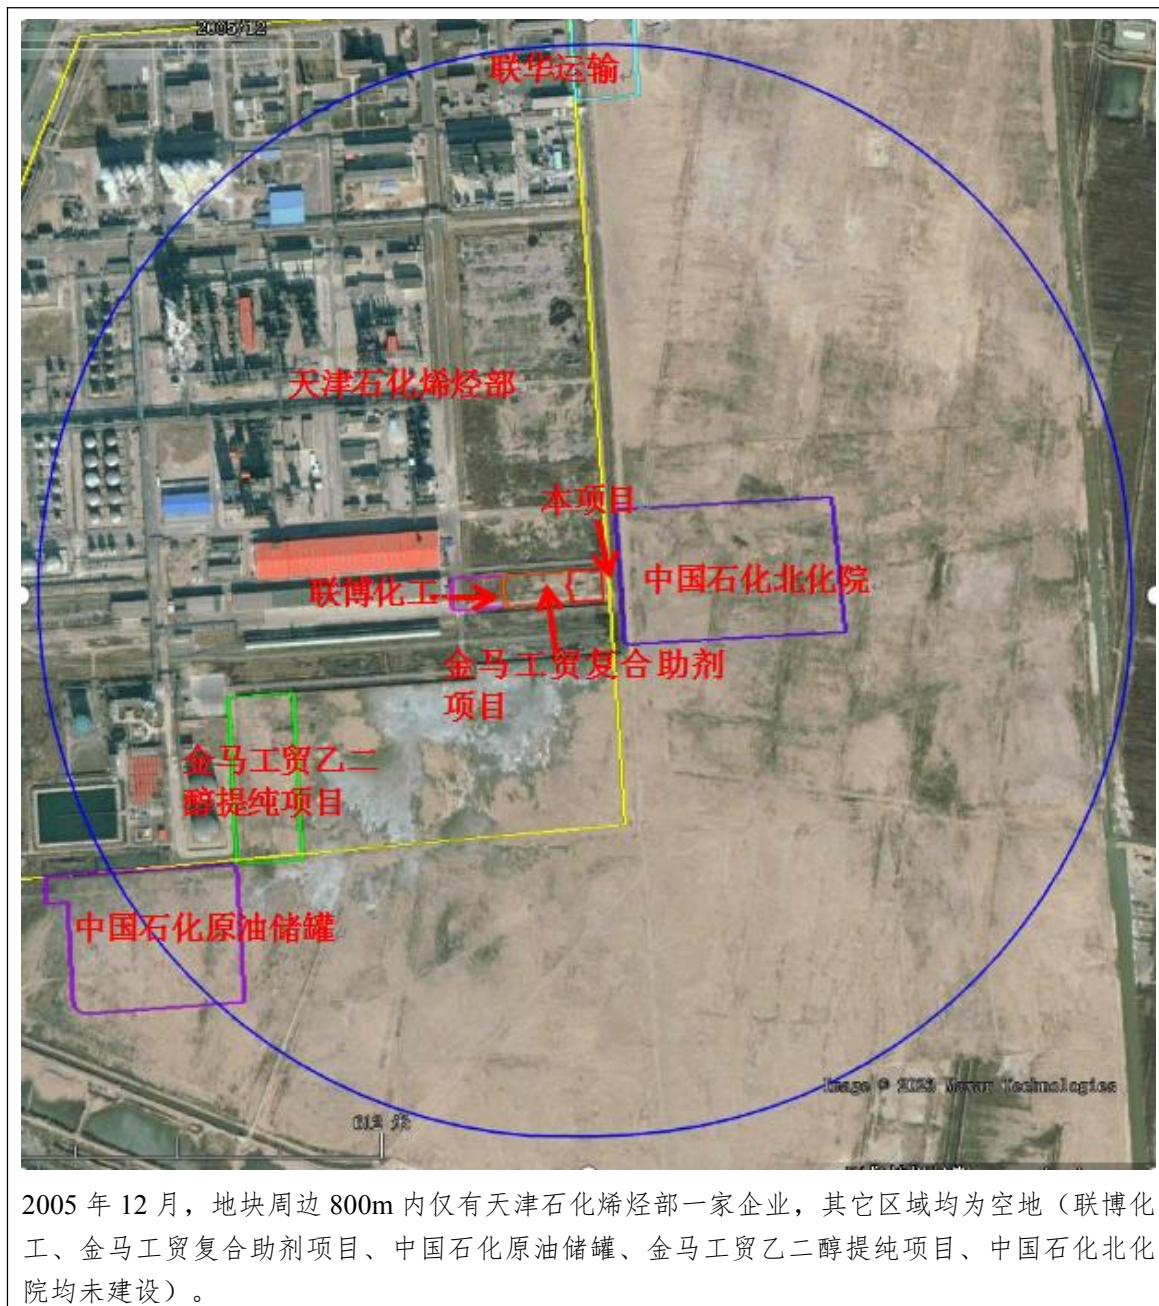 2005/12
联华运输
天津石化烯烃部
本项目
中国石化北化院
联博化工
金马工贸复合助剂
项目
金马工贸乙二
醇提纯项目
中国石化原油储罐
Image © 2023 Maxar Technologies
612 米
2005 年 12 月，地块周边 800m 内仅有天津石化烯烃部一家企业，其它区域均为空地（联博化
工、金马工贸复合助剂项目、中国石化原油储罐、金马工贸乙二醇提纯项目、中国石化北化
院均未建设）。